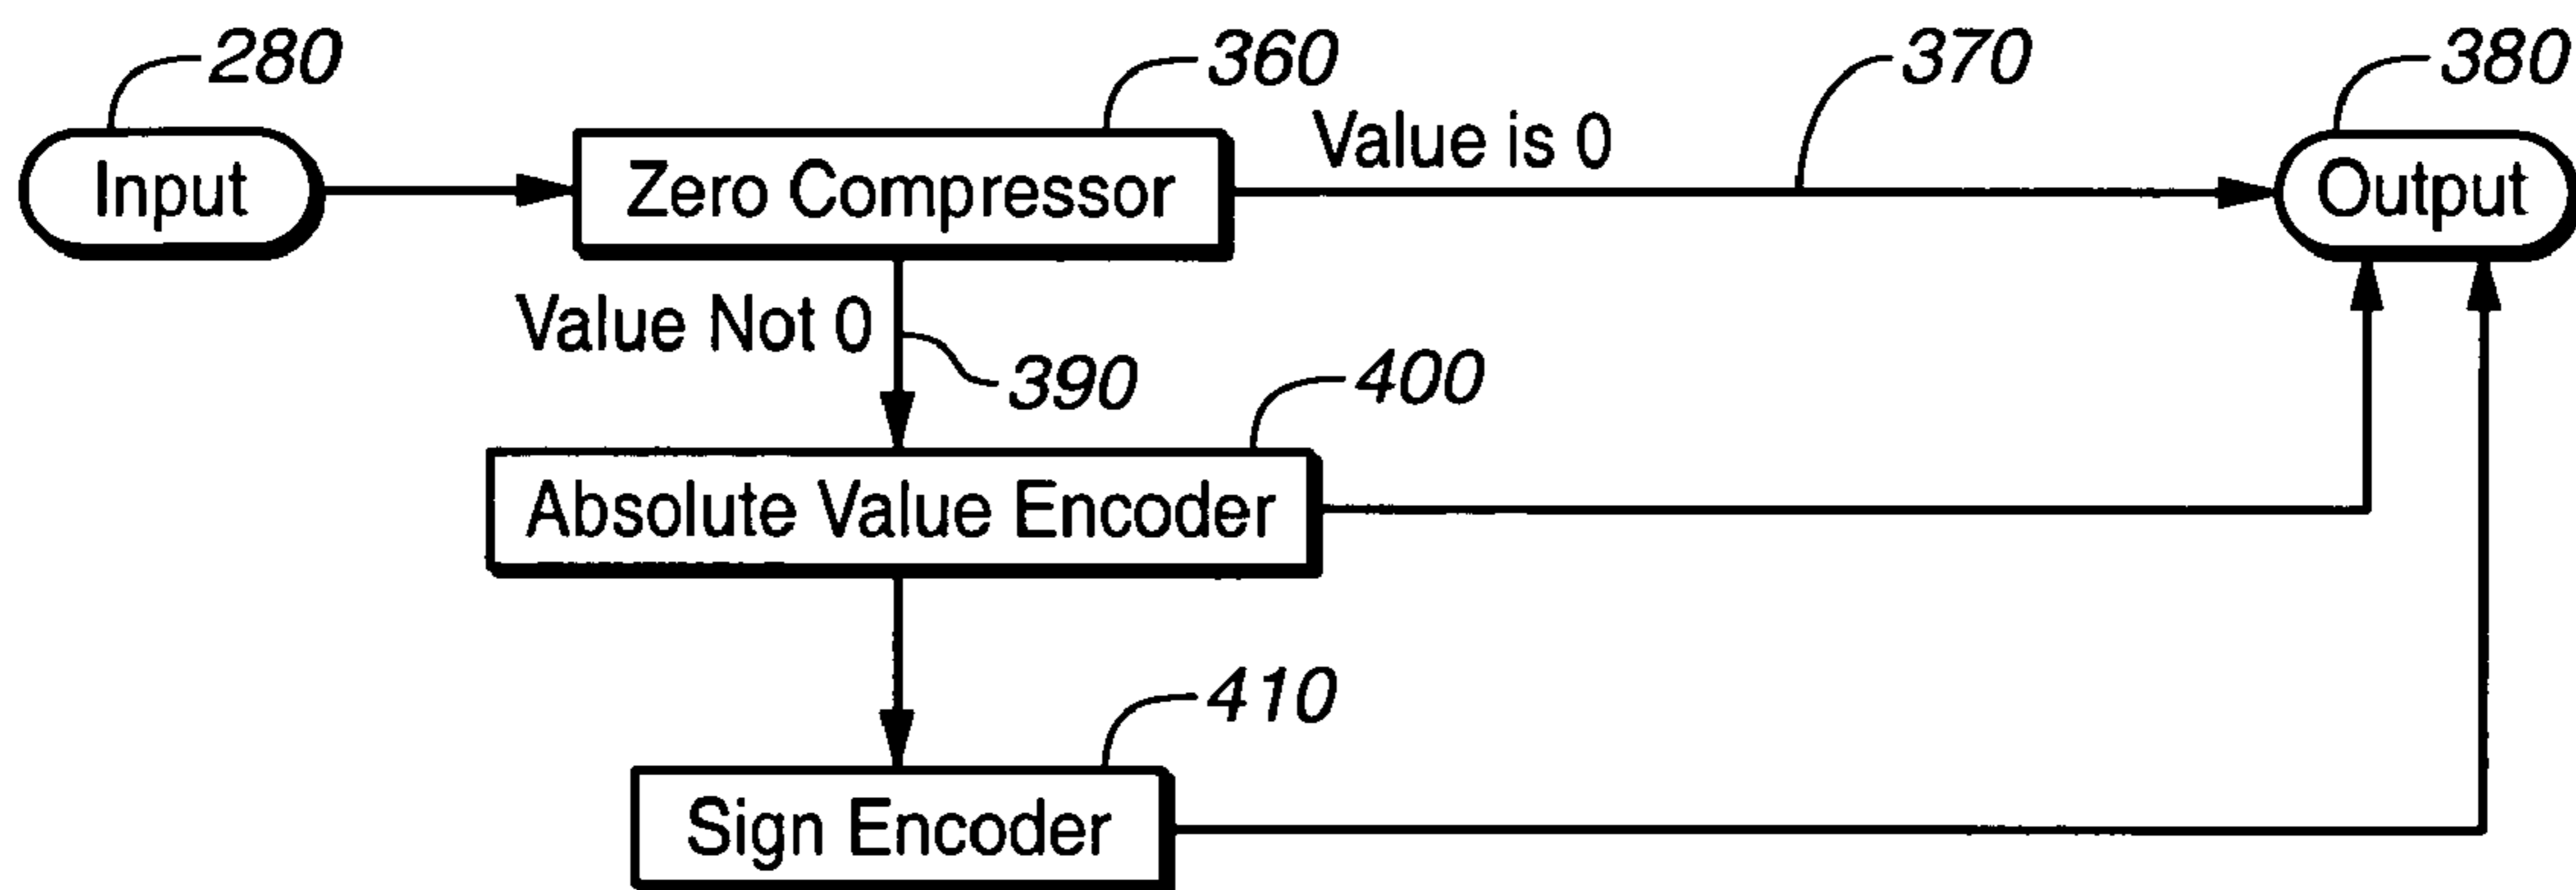 280
360
370
380
Input
Zero Compressor
Value is 0
Output
Value Not 0
390
400
Absolute Value Encoder
410
Sign Encoder